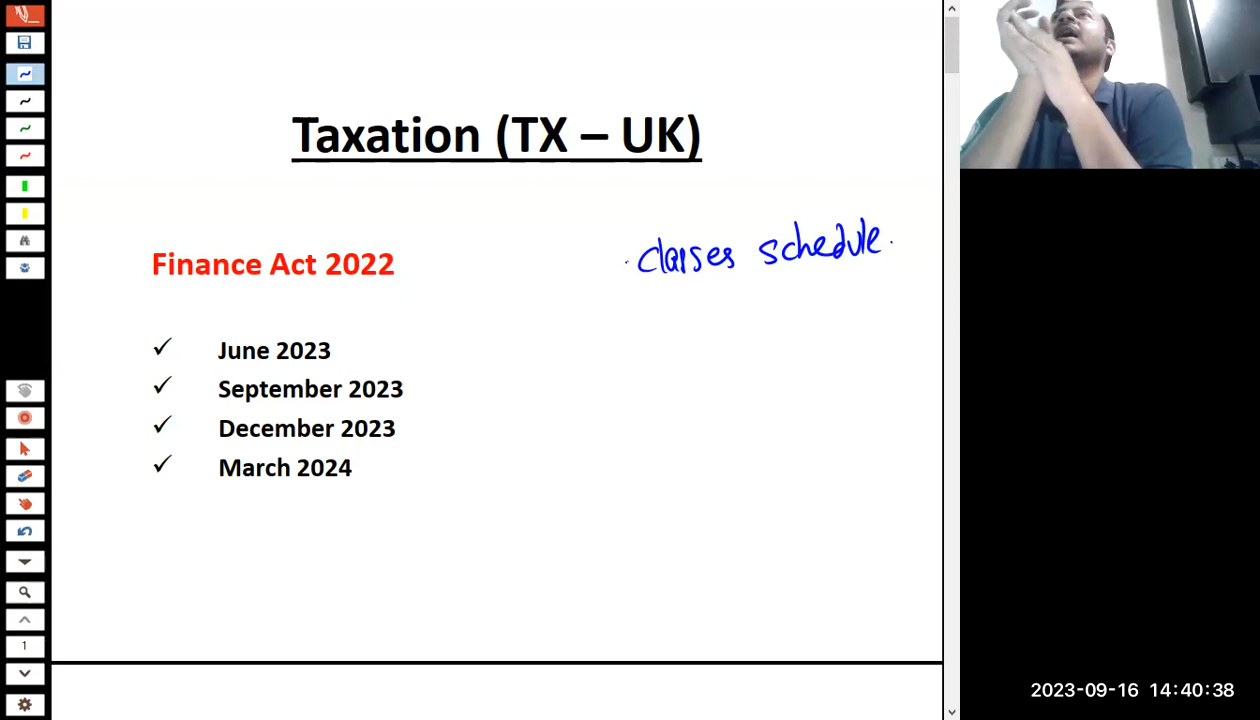 Taxation (TX – UK)
Finance Act 2022
. classes schedule.
✓ June 2023
✓ September 2023
✓ December 2023
✓ March 2024
1
2023-09-16 14:40:38